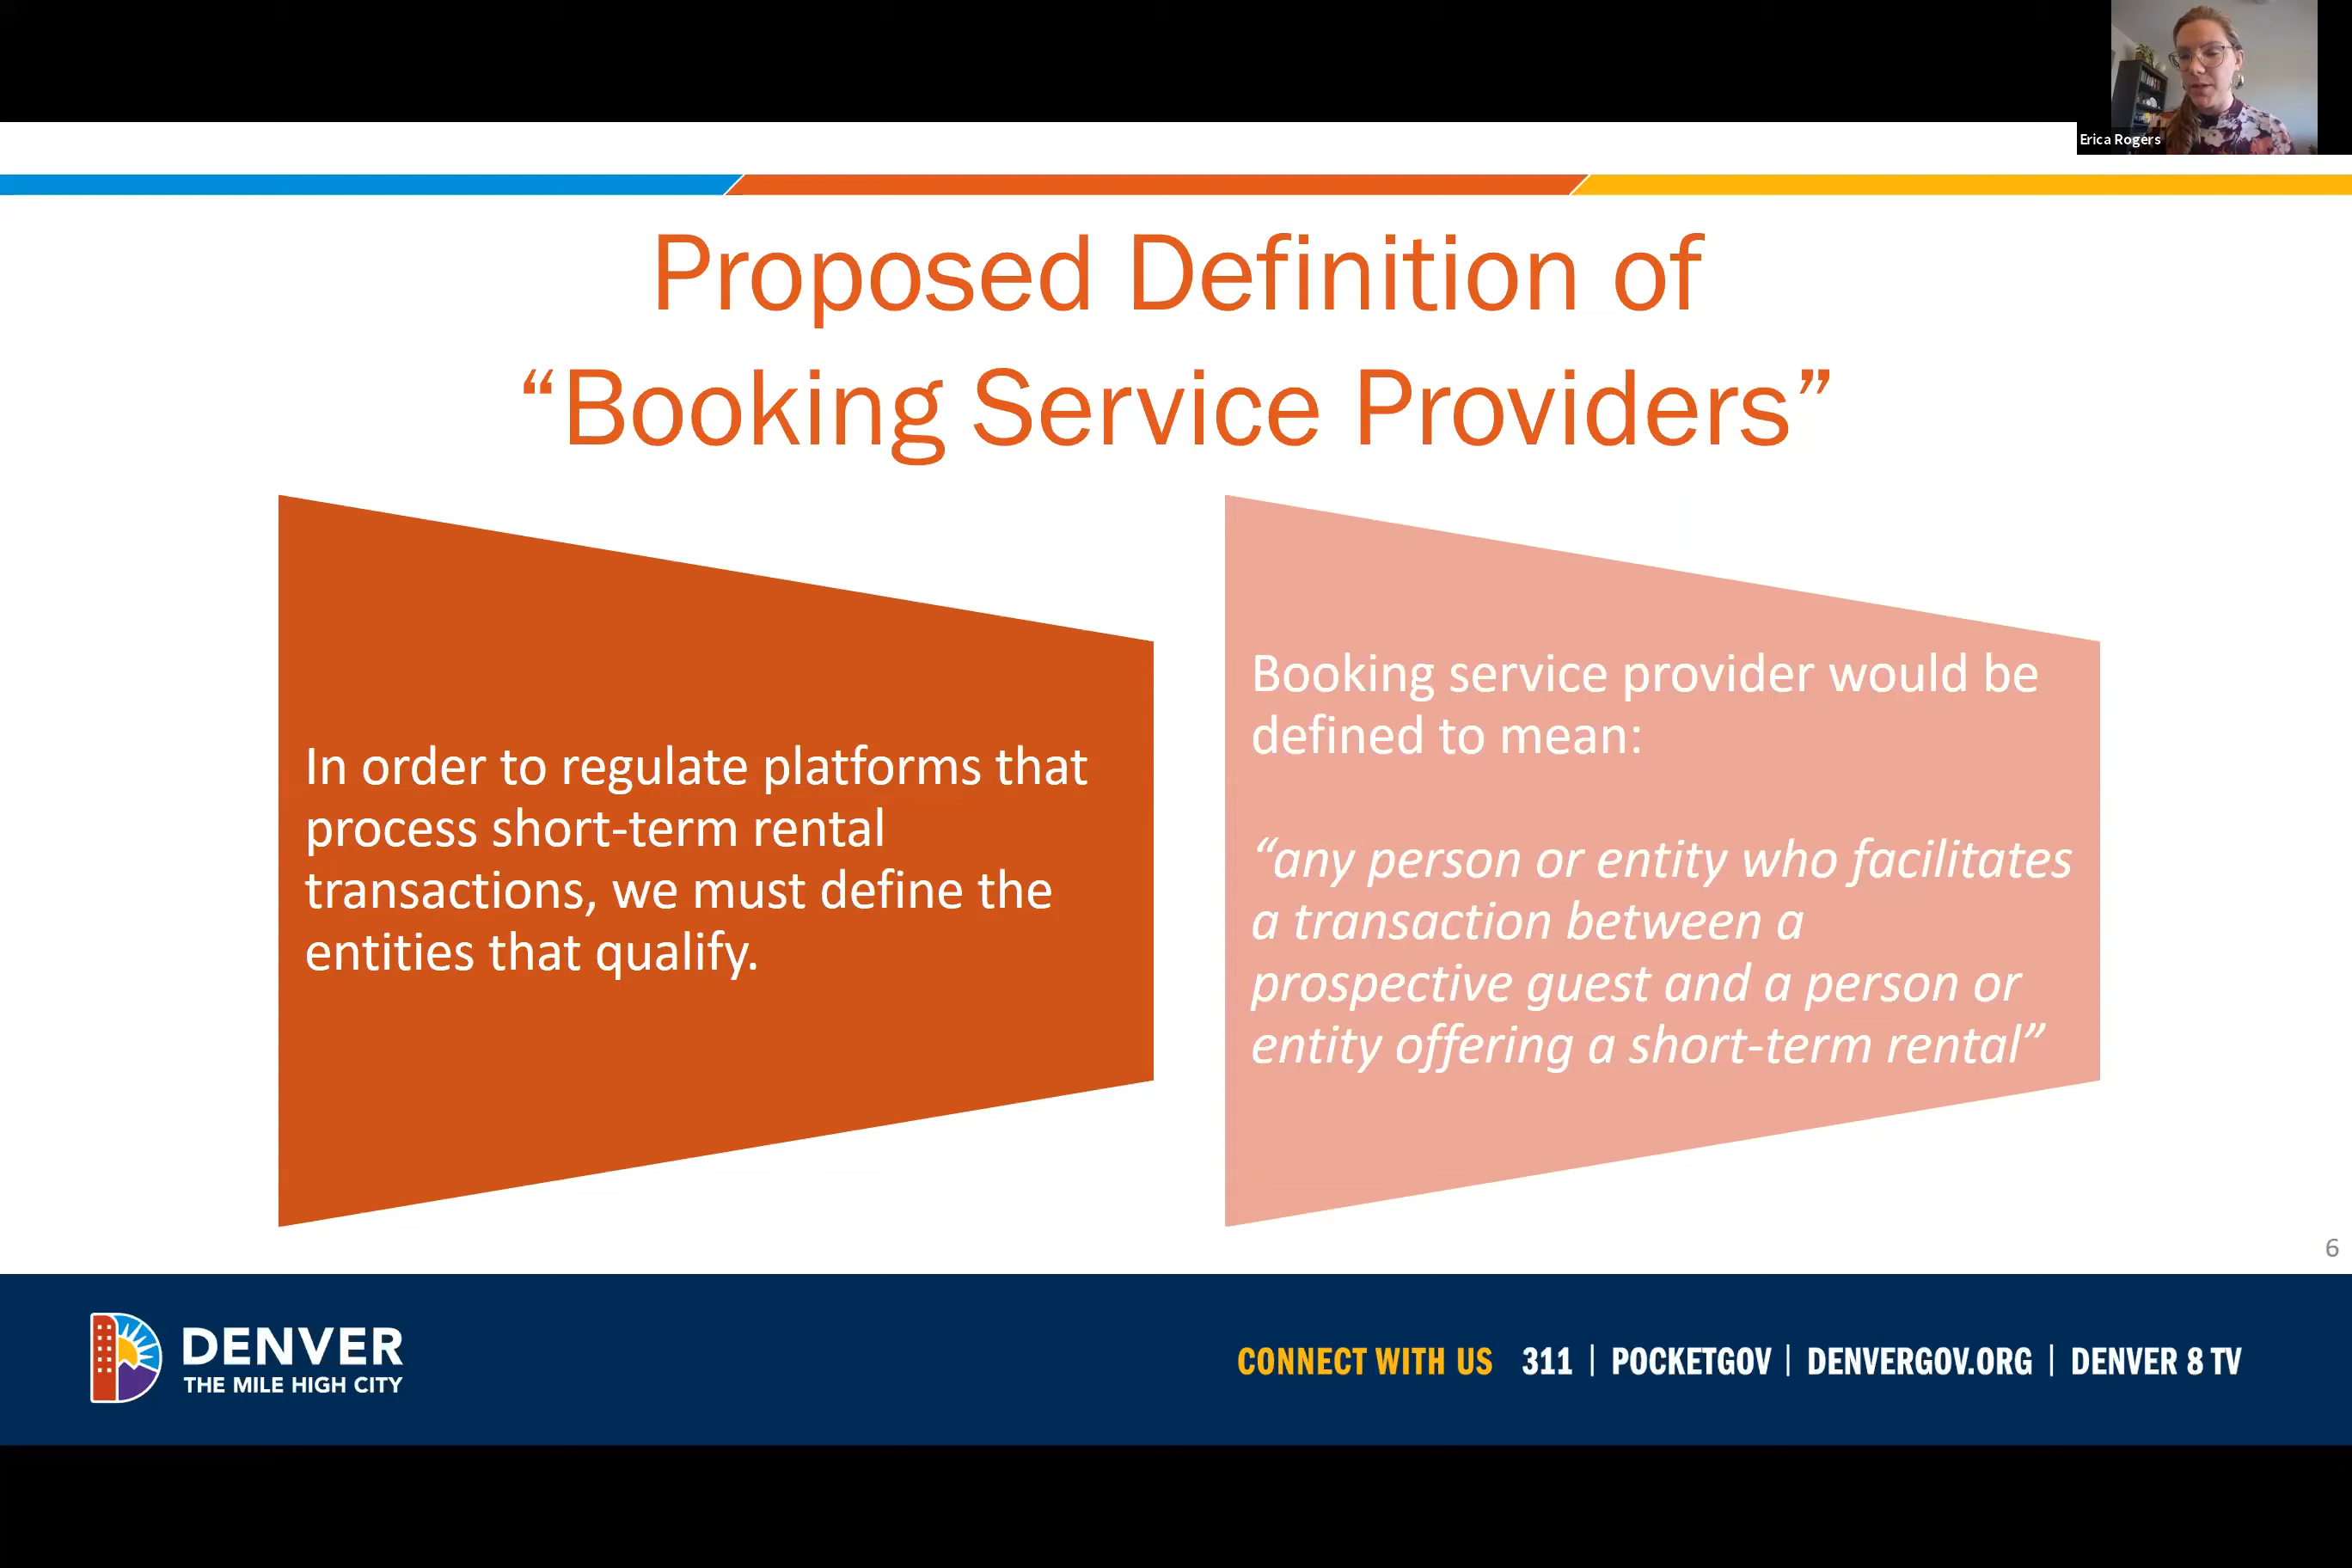 Erica Rogers
Proposed Definition of
“Booking Service Providers”
In order to regulate platforms that
process short-term rental
transactions, we must define the
entities that qualify.
Booking service provider would be
defined to mean:
“any person or entity who facilitates
a transaction between a
prospective guest and a person or
entity offering a short-term rental”
6
DENVER
THE MILE HIGH CITY
CONNECT WITH US 311 | POCKETGOV | DENVERGOV.ORG | DENVER 8 TV